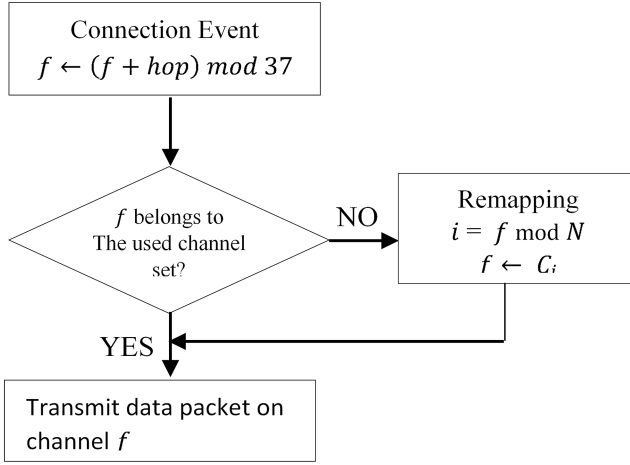 Connection Event
f ← (f + hop) mod 37
f belongs to
The used channel
set?
NO
Remapping
i = f mod N
f ← Cᵢ
YES
Transmit data packet on
channel f